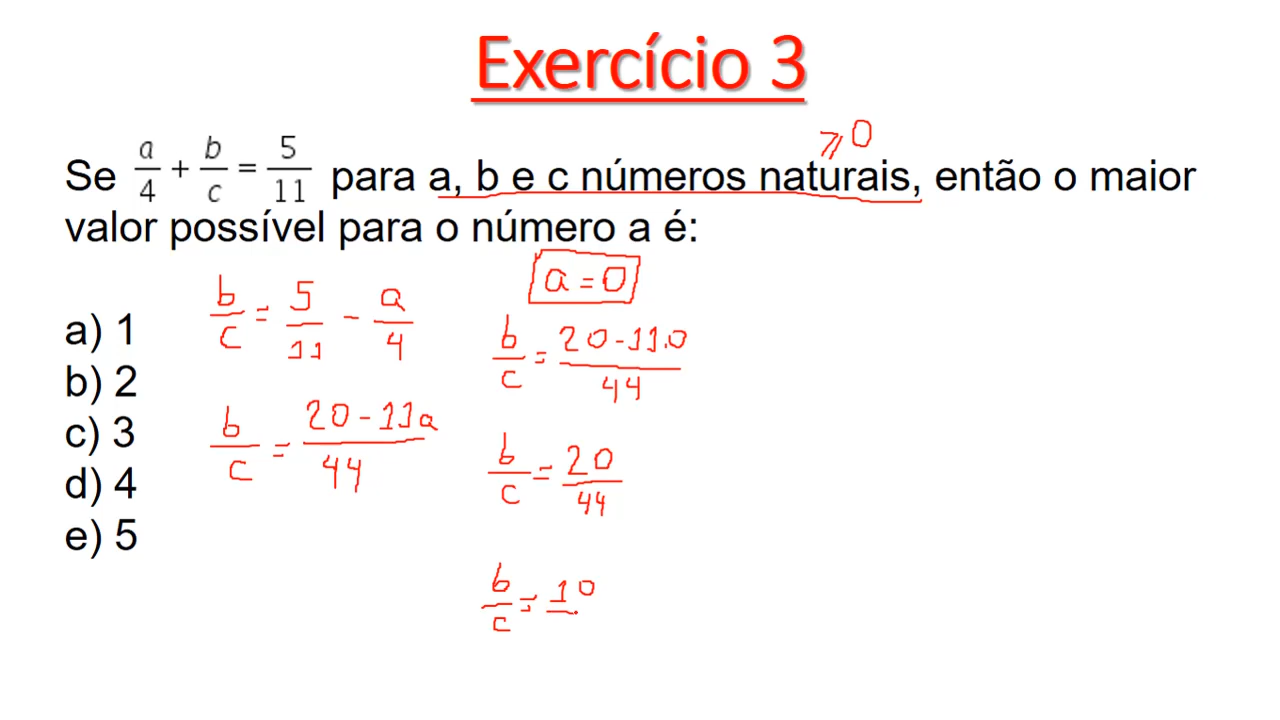 Exercício 3
≥0
Se a/4 + b/c = 5/11 para a, b e c números naturais, então o maior
valor possível para o número a é:
a) 1
b) 2
c) 3
d) 4
e) 5
b/c = 5/11 - a/4
b/c = 20-11a/44
a=0
b/c = 20-11.0/44
b/c = 20/44
b/c = 10